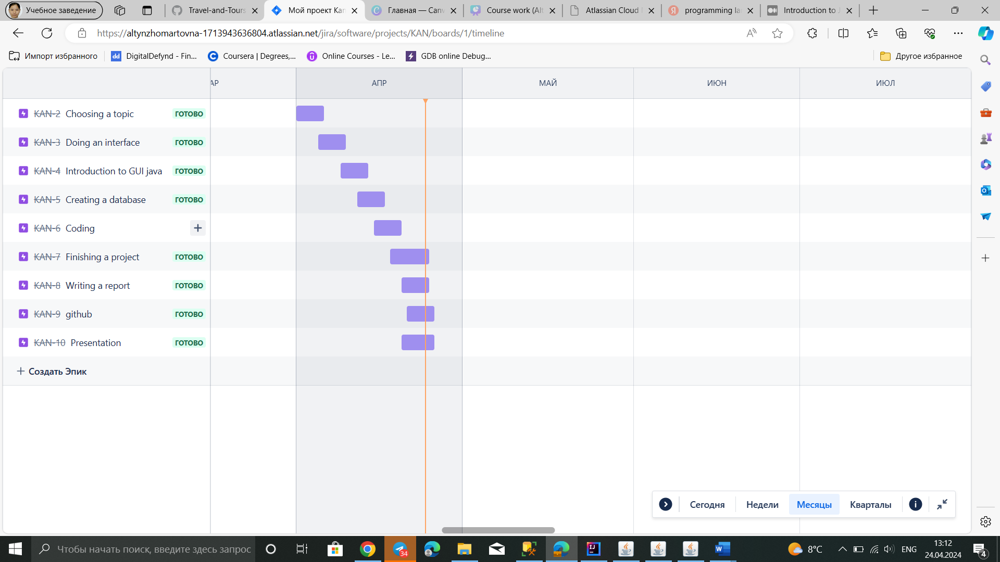 Учебное заведение
Travel-and-Tours
Мой проект Kan
Главная — Canv
Course work (Alt
Atlassian Cloud
programming la
Introduction to J
https://altynzhomartovna-1713943636804.atlassian.net/jira/software/projects/KAN/boards/1/timeline
Импорт избранного
DigitalDefynd - Fin...
Coursera | Degrees,...
Online Courses - Le...
GDB online Debug...
Другое избранное
АР
АПР
МАЙ
ИЮН
ИЮЛ
KAN-2 Choosing a topic ГОТОВО
KAN-3 Doing an interface ГОТОВО
KAN-4 Introduction to GUI java ГОТОВО
KAN-5 Creating a database ГОТОВО
KAN-6 Coding
KAN-7 Finishing a project ГОТОВО
KAN-8 Writing a report ГОТОВО
KAN-9 github ГОТОВО
KAN-10 Presentation ГОТОВО
Создать Эпик
Сегодня
Недели
Месяцы
Кварталы
Чтобы начать поиск, введите здесь запрос
34
8°C
ENG
13:12
24.04.2024
4